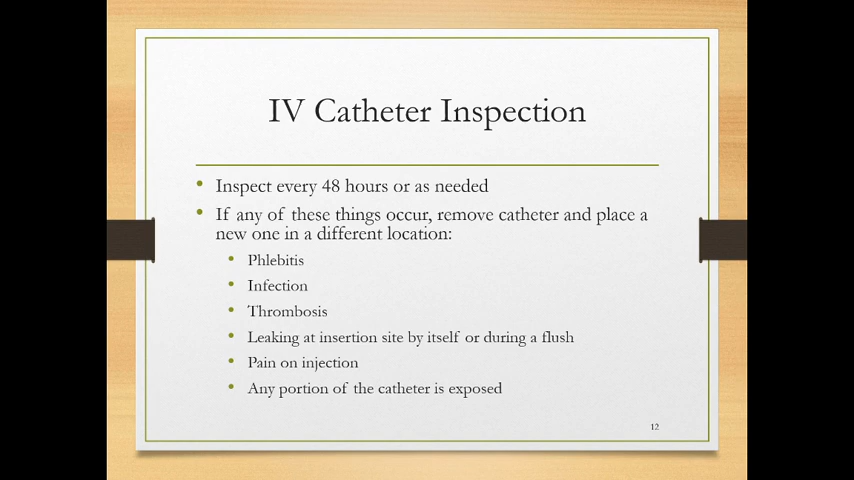 IV Catheter Inspection
Inspect every 48 hours or as needed
If any of these things occur, remove catheter and place a
new one in a different location:
Phlebitis
Infection
Thrombosis
Leaking at insertion site by itself or during a flush
Pain on injection
Any portion of the catheter is exposed
12